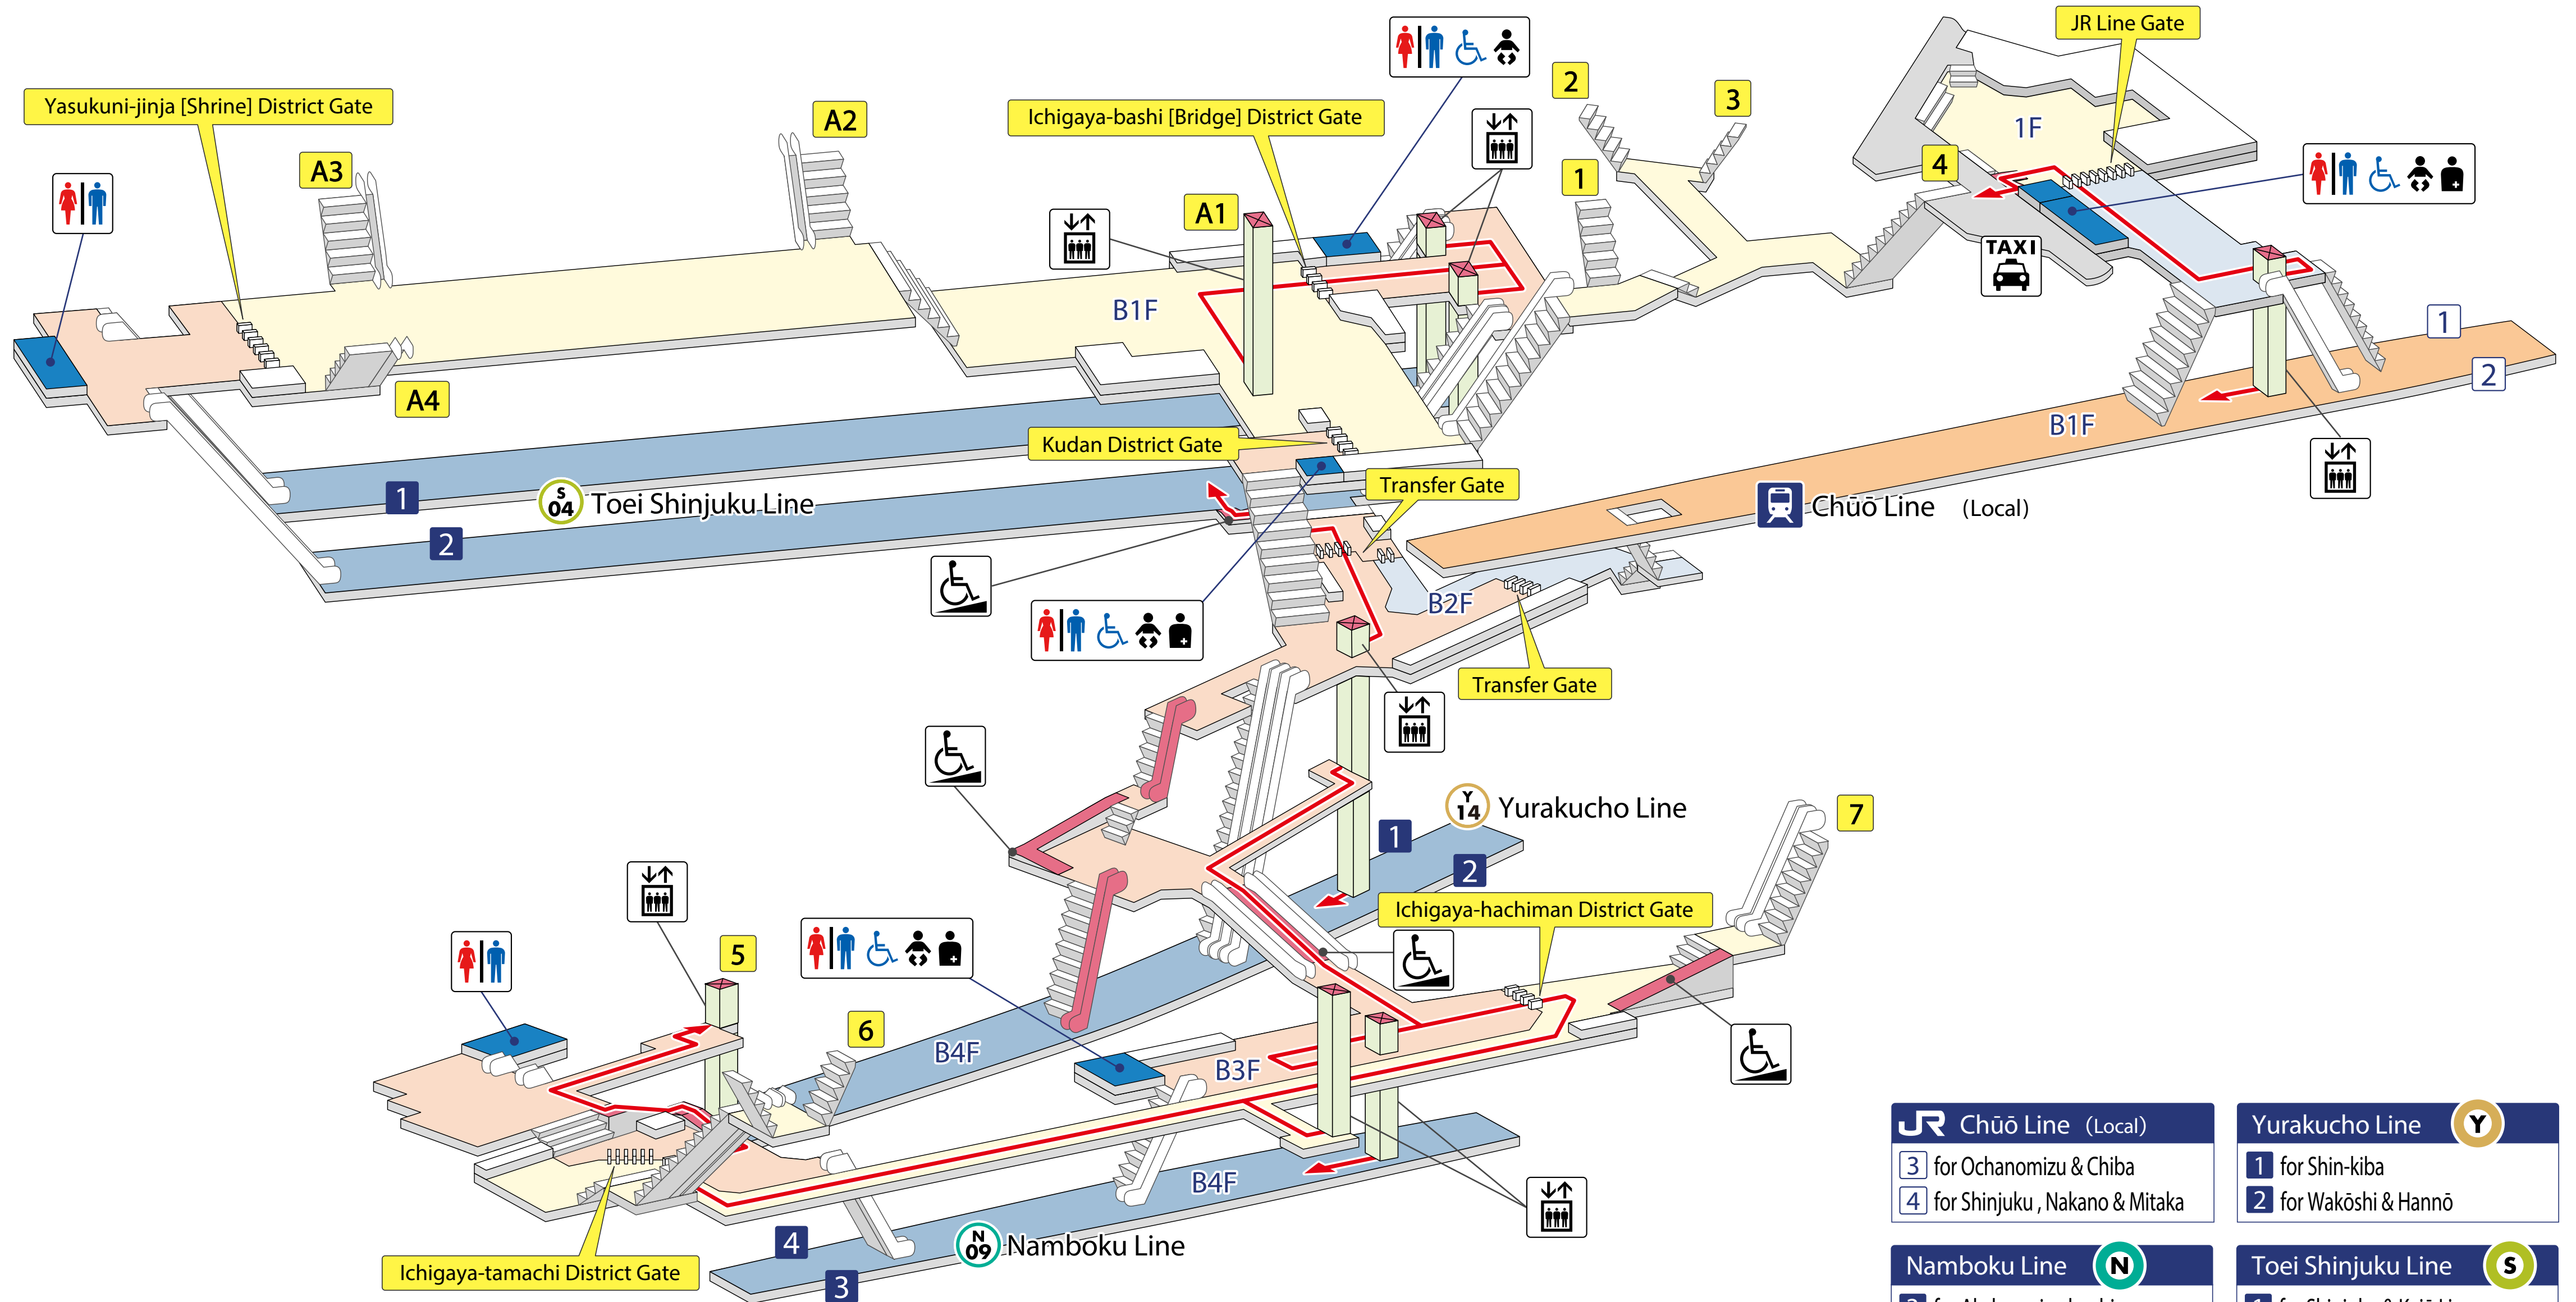 JR Line Gate
Yasukuni-jinja [Shrine] District Gate
A3
A2
Ichigaya-bashi [Bridge] District Gate
2
3
1F
4
1
A1
TAXI
B1F
A4
Kudan District Gate
Transfer Gate
1
2
B1F
1
S
04
Toei Shinjuku Line
2
Chūō Line (Local)
B2F
Transfer Gate
Y
14
Yurakucho Line
1
2
7
Ichigaya-hachiman District Gate
5
6
B4F
B3F
B4F
4
N
09
Namboku Line
3
Ichigaya-tamachi District Gate
JR Chūō Line (Local)
3 for Ochanomizu & Chiba
4 for Shinjuku , Nakano & Mitaka
Yurakucho Line Y
1 for Shin-kiba
2 for Wakōshi & Hannō
Namboku Line N
Toei Shinjuku Line S